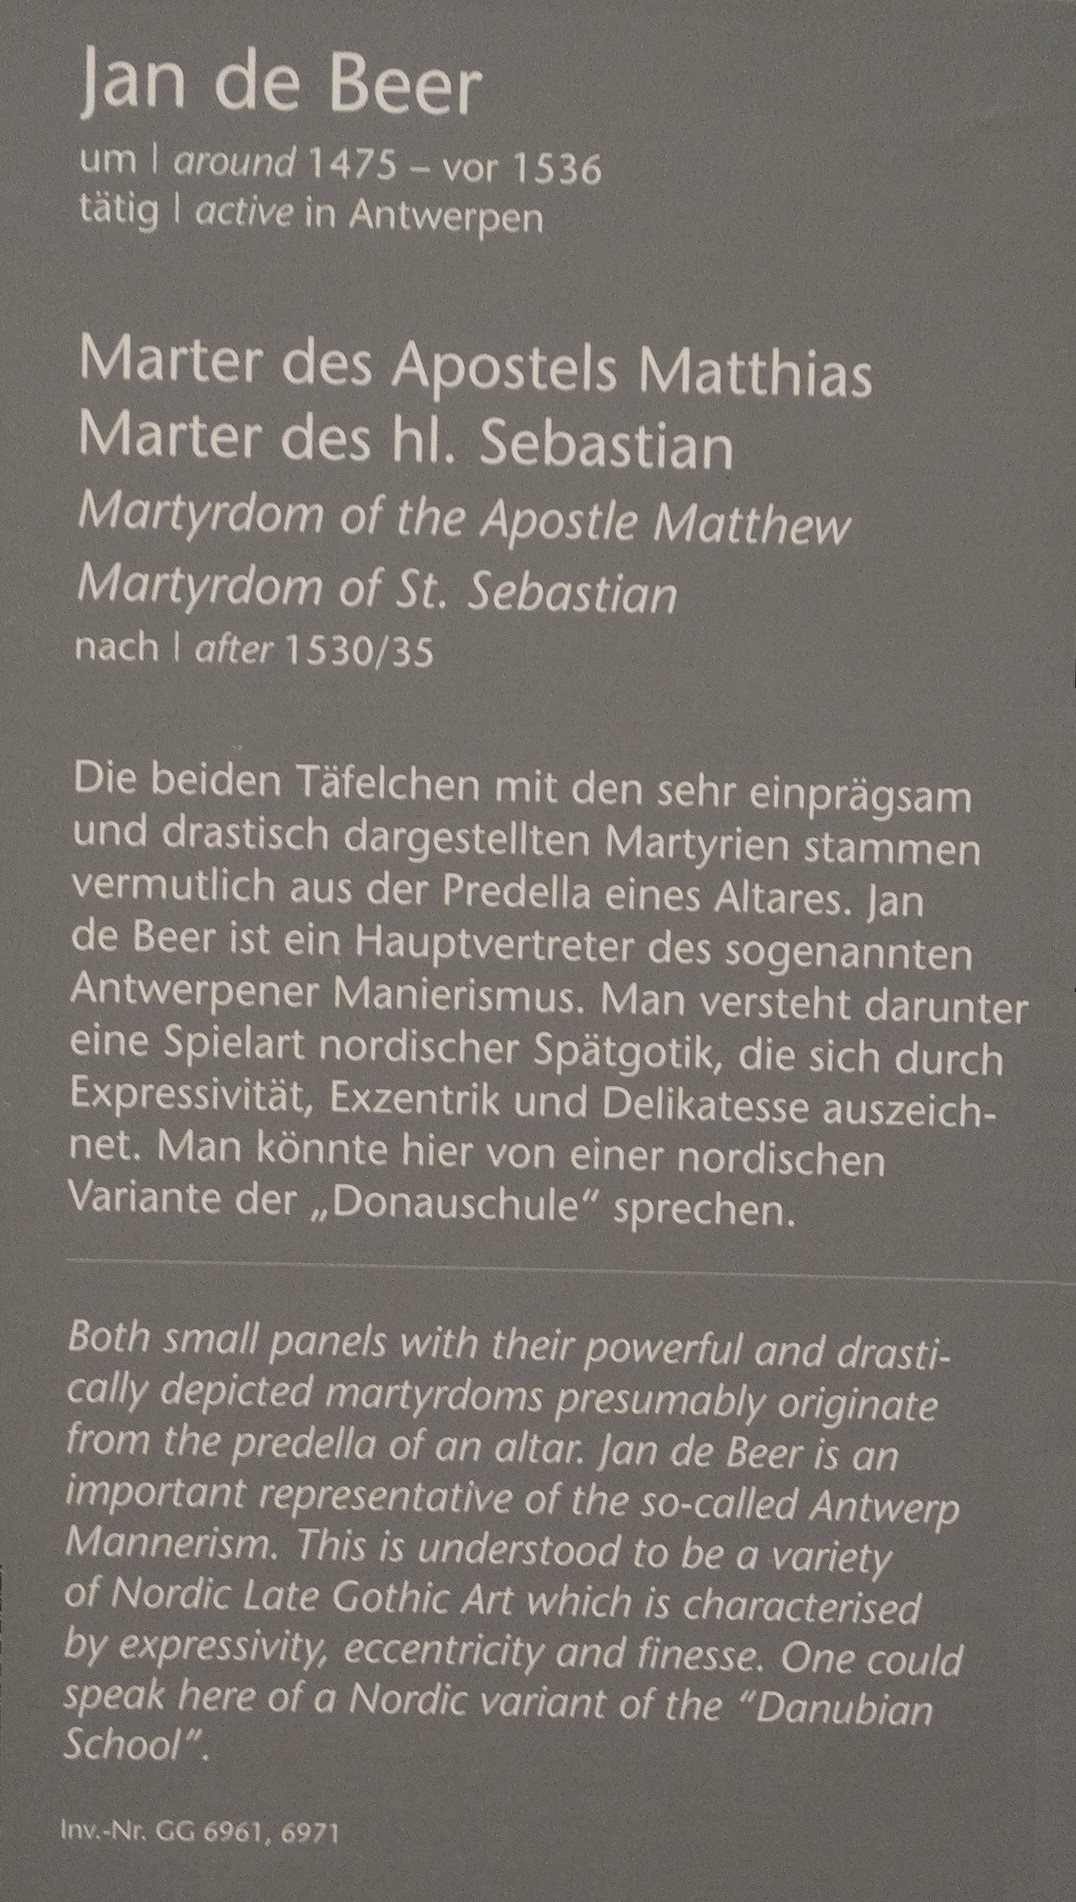 Jan de Beer
um | around 1475 – vor 1536
tätig | active in Antwerpen
Marter des Apostels Matthias
Marter des hl. Sebastian
Martyrdom of the Apostle Matthew
Martyrdom of St. Sebastian
nach | after 1530/35
Die beiden Täfelchen mit den sehr einprägsam
und drastisch dargestellten Martyrien stammen
vermutlich aus der Predella eines Altares. Jan
de Beer ist ein Hauptvertreter des sogenannten
Antwerpener Manierismus. Man versteht darunter
eine Spielart nordischer Spätgotik, die sich durch
Expressivität, Exzentrik und Delikatesse auszeich-
net. Man könnte hier von einer nordischen
Variante der „Donauschule“ sprechen.
Both small panels with their powerful and drasti-
cally depicted martyrdoms presumably originate
from the predella of an altar. Jan de Beer is an
important representative of the so-called Antwerp
Mannerism. This is understood to be a variety
of Nordic Late Gothic Art which is characterised
by expressivity, eccentricity and finesse. One could
speak here of a Nordic variant of the “Danubian
School”.
Inv.-Nr. GG 6961, 6971